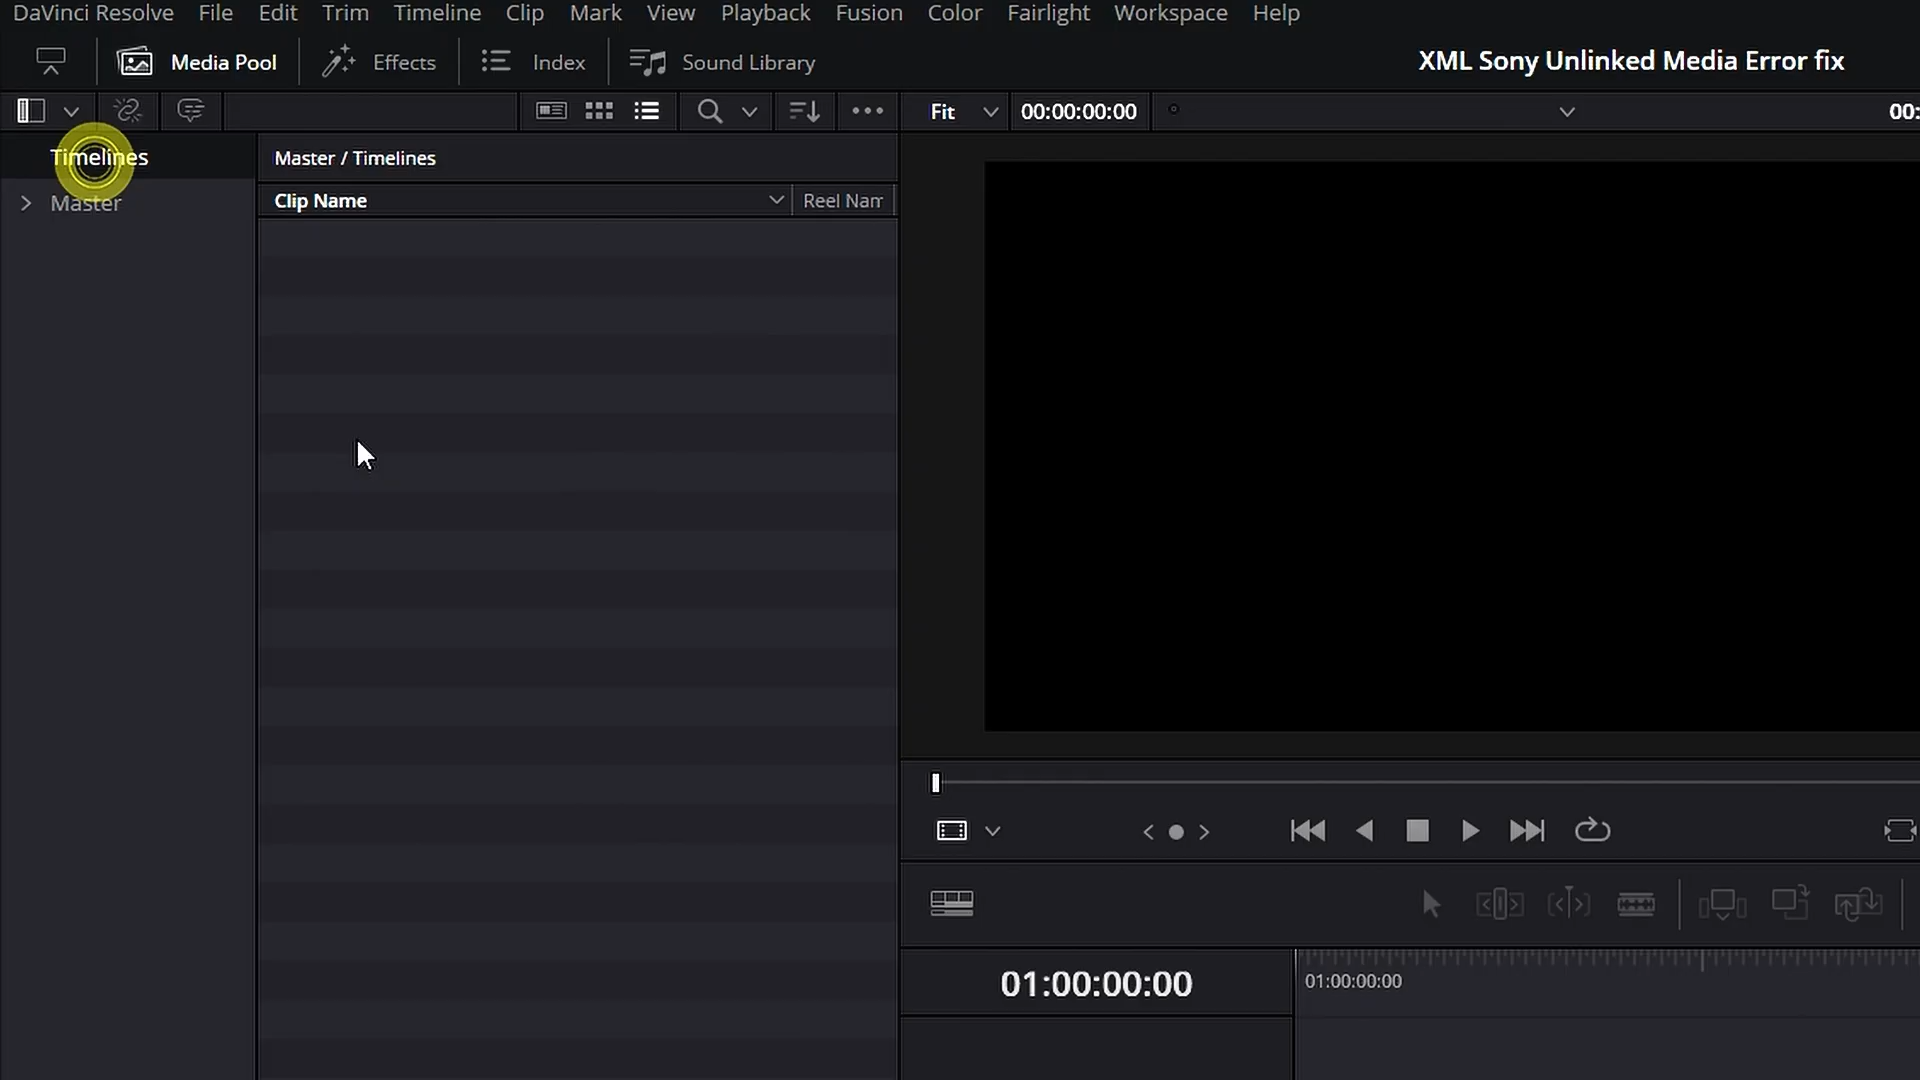 DaVinci Resolve File Edit Trim Timeline Clip Mark View Playback Fusion Color Fairlight Workspace Help
Media Pool Effects Index Sound Library XML Sony Unlinked Media Error fix
Fit 00:00:00:00 00:
Timelines Master / Timelines
Master Clip Name Reel Nam
01:00:00:00 01:00:00:00